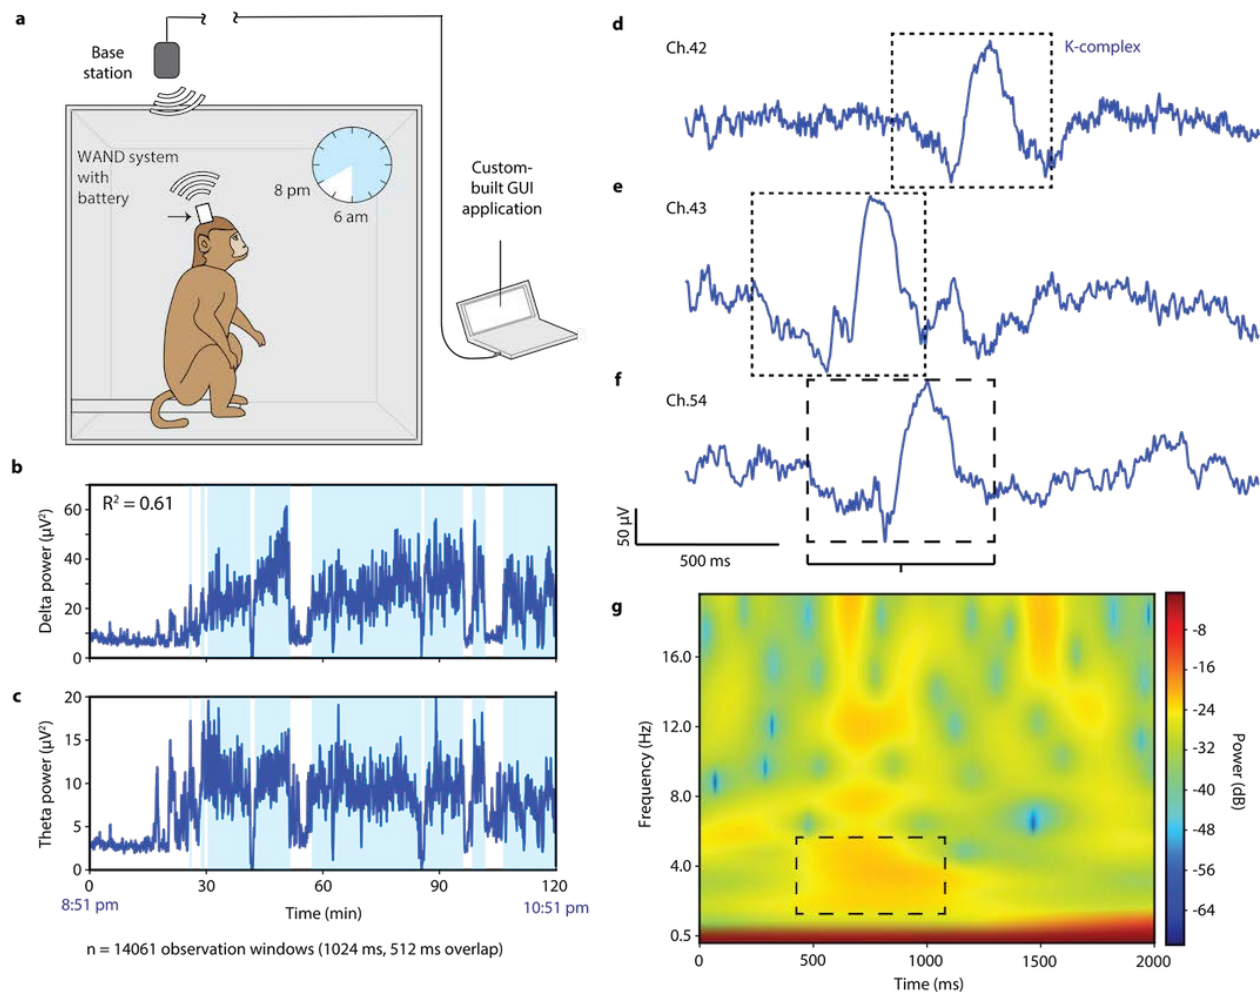 a
Base
station
WAND system
with
battery
8 pm
6 am
Custom-
built GUI
application
b
R² = 0.61
Delta power (µV²)
60
40
20
0
c
Theta power (µV²)
20
15
10
5
0
0 30 60 90 120
8:51 pm
Time (min)
10:51 pm
n = 14061 observation windows (1024 ms, 512 ms overlap)
d
Ch.42
K-complex
e
Ch.43
f
Ch.54
50 µV
500 ms
g
Frequency (Hz)
16.0
12.0
8.0
4.0
0.5
0 500 1000 1500 2000
Time (ms)
-8
-16
-24
-32
-40
-48
-56
-64
Power (dB)